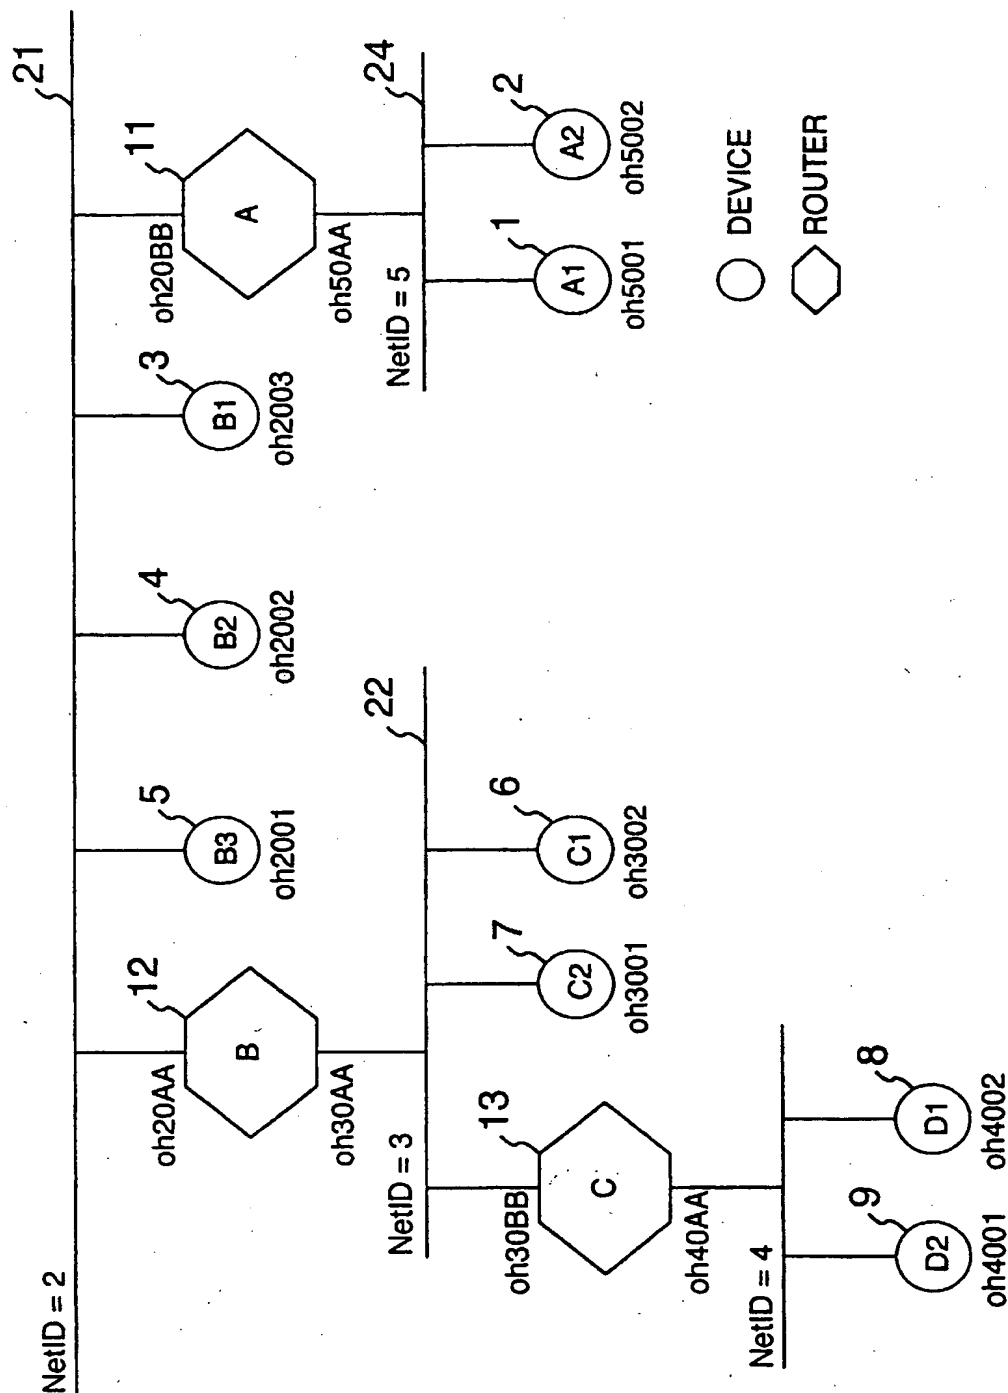 NetID = 2
21
12
oh20AA
B
oh30AA
5
B3
oh2001
4
B2
oh2002
3
B1
oh2003
11
oh20BB
A
oh50AA
NetID = 3
22
13
oh30BB
C
oh40AA
7
C2
oh3001
6
C1
oh3002
NetID = 5
24
1
A1
oh5001
2
A2
oh5002
NetID = 4
9
D2
oh4001
8
D1
oh4002
DEVICE
ROUTER